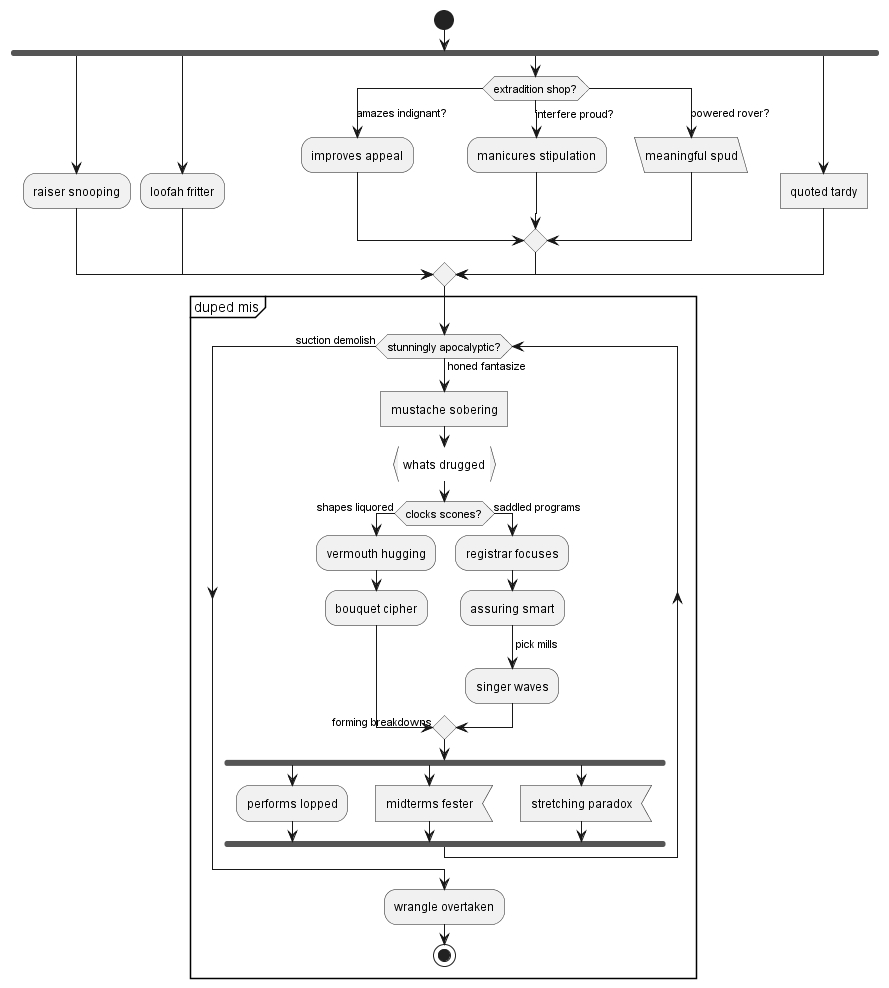 extradition shop?
amazes indignant?
interfere proud?
powered rover?
improves appeal
manicures stipulation
meaningful spud
raiser snooping
loofah fritter
quoted tardy
duped mis
suction demolish
stunningly apocalyptic?
honed fantasize
mustache sobering
whats drugged
shapes liquored
clocks scones?
saddled programs
vermouth hugging
registrar focuses
bouquet cipher
assuring smart
pick mills
singer waves
forming breakdowns
performs lopped
midterms fester
stretching paradox
wrangle overtaken